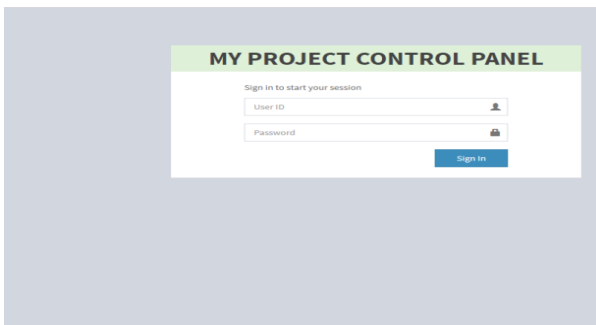 MY PROJECT CONTROL PANEL
Sign in to start your session
User ID
Password
Sign In